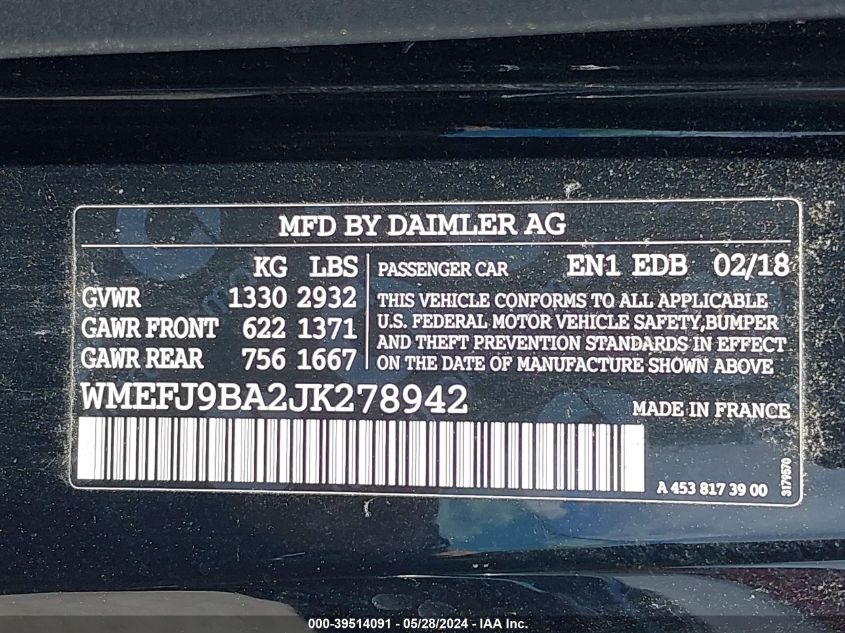 MFD BY DAIMLER AG
KG LBS
GVWR 1330 2932
GAWR FRONT 622 1371
GAWR REAR 756 1667
PASSENGER CAR EN1 EDB 02/18
THIS VEHICLE CONFORMS TO ALL APPLICABLE
U.S. FEDERAL MOTOR VEHICLE SAFETY,BUMPER
AND THEFT PREVENTION STANDARDS IN EFFECT
ON THE DATE OF MANUFACTURE SHOWN ABOVE
WMEFJ9BA2JK278942
MADE IN FRANCE
A 453 817 39 00
3179570
000-39514091 - 05/28/2024 - IAA Inc.